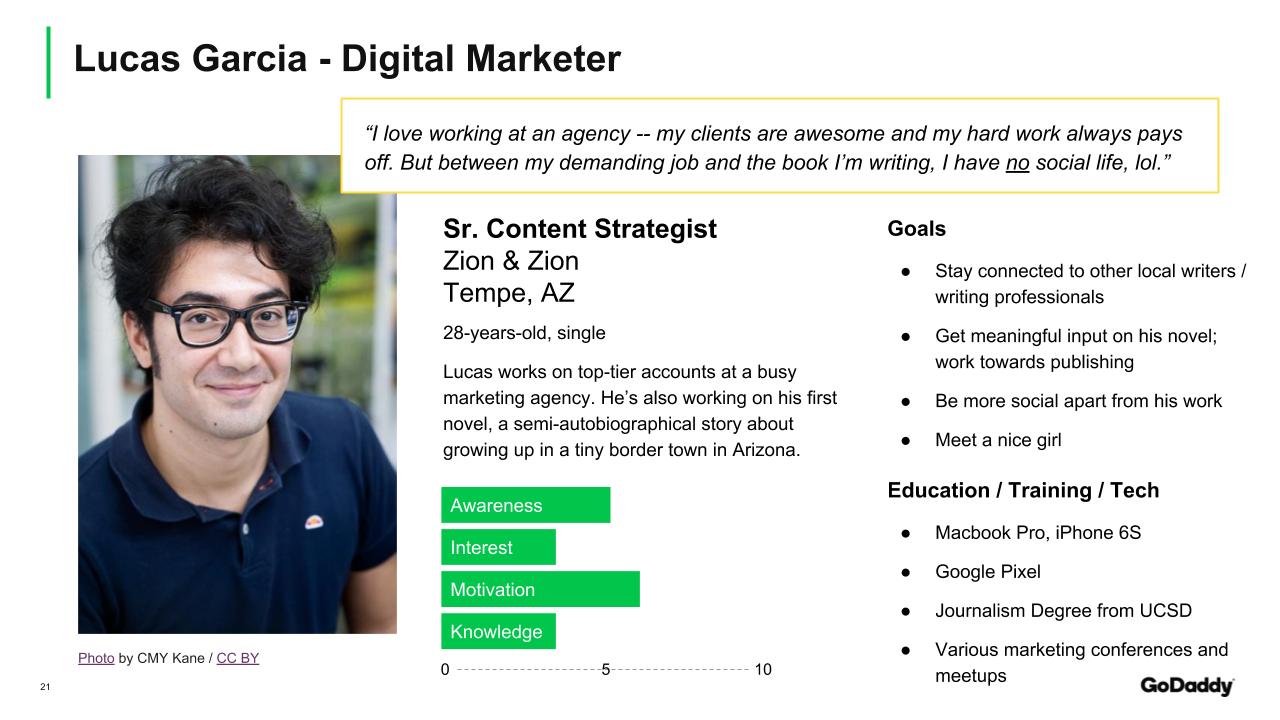 Lucas Garcia - Digital Marketer
“I love working at an agency -- my clients are awesome and my hard work always pays
off. But between my demanding job and the book I’m writing, I have no social life, lol.”
Sr. Content Strategist
Zion & Zion
Tempe, AZ
28-years-old, single
Lucas works on top-tier accounts at a busy
marketing agency. He’s also working on his first
novel, a semi-autobiographical story about
growing up in a tiny border town in Arizona.
Awareness
Interest
Motivation
Knowledge
0 5 10
Goals
● Stay connected to other local writers /
writing professionals
● Get meaningful input on his novel;
work towards publishing
● Be more social apart from his work
● Meet a nice girl
Education / Training / Tech
● Macbook Pro, iPhone 6S
● Google Pixel
● Journalism Degree from UCSD
● Various marketing conferences and
meetups
Photo by CMY Kane / CC BY
21
GoDaddy